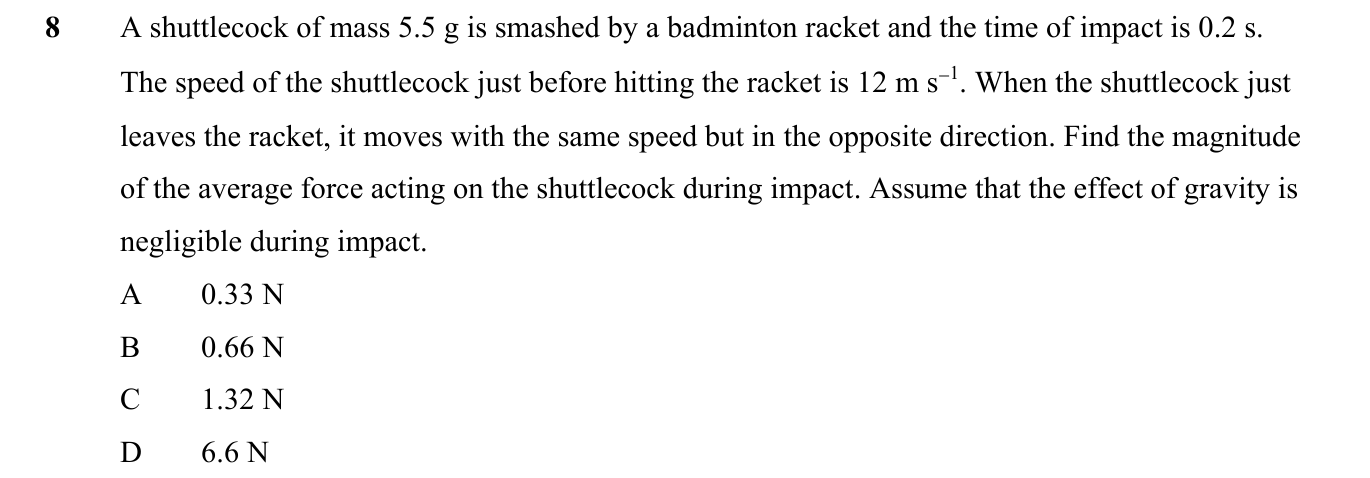 8 A shuttlecock of mass 5.5 g is smashed by a badminton racket and the time of impact is 0.2 s.
The speed of the shuttlecock just before hitting the racket is 12 m s⁻¹. When the shuttlecock just
leaves the racket, it moves with the same speed but in the opposite direction. Find the magnitude
of the average force acting on the shuttlecock during impact. Assume that the effect of gravity is
negligible during impact.
A 0.33 N
B 0.66 N
C 1.32 N
D 6.6 N